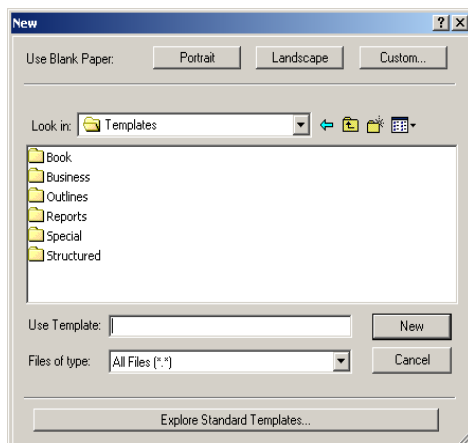 New
Use Blank Paper: Portrait Landscape Custom...
Look in: Templates
Book
Business
Outlines
Reports
Special
Structured
Use Template: New
Files of type: All Files (*.*) Cancel
Explore Standard Templates...